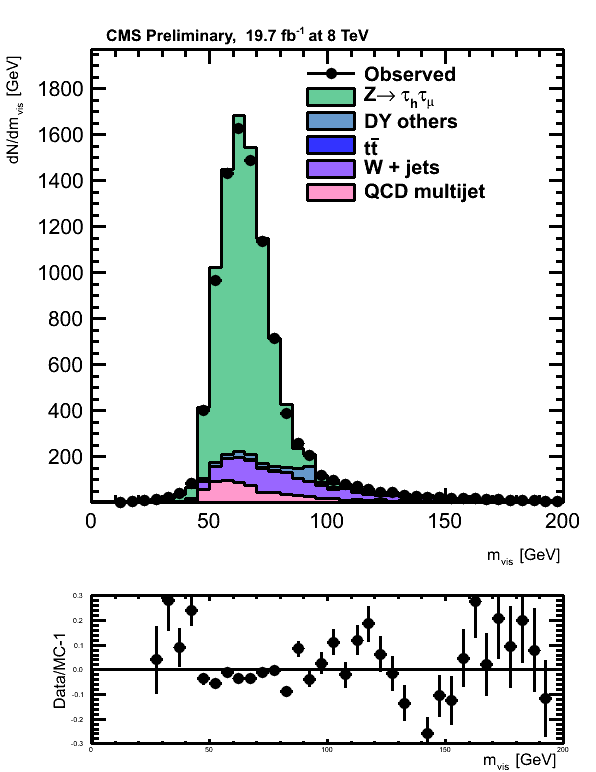 CMS Preliminary, 19.7 fb⁻¹ at 8 TeV
dN/dm_vis [GeV]
1800
1600
1400
1200
1000
800
600
400
200
Observed
Z→ τ_hτ_μ
DY others
tt̄
W + jets
QCD multijet
0 50 100 150 200
m_vis [GeV]
Data/MC-1
0.3
0.2
0.1
0.0
-0.1
-0.2
-0.3
0 50 100 150 200
m_vis [GeV]